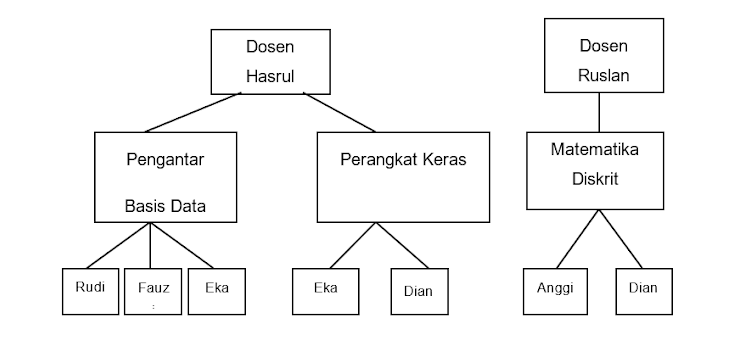 Dosen
Hasrul
Dosen
Ruslan
Pengantar
Basis Data
Perangkat Keras
Matematika
Diskrit
Rudi
Fauz
:
Eka
Eka
Dian
Anggi
Dian